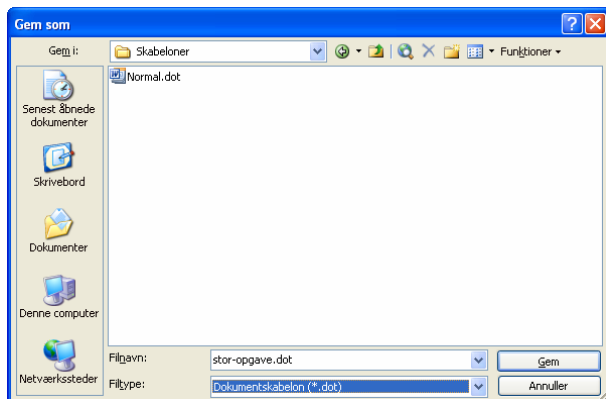 Gem som
Gem i:
Skabeloner
Funktioner
Normal.dot
Senest åbnede
dokumenter
Skrivebord
Dokumenter
Denne computer
Netværkssteder
Filnavn:
stor-opgave.dot
Gem
Filtype:
Dokumentskabelon (*.dot)
Annuller